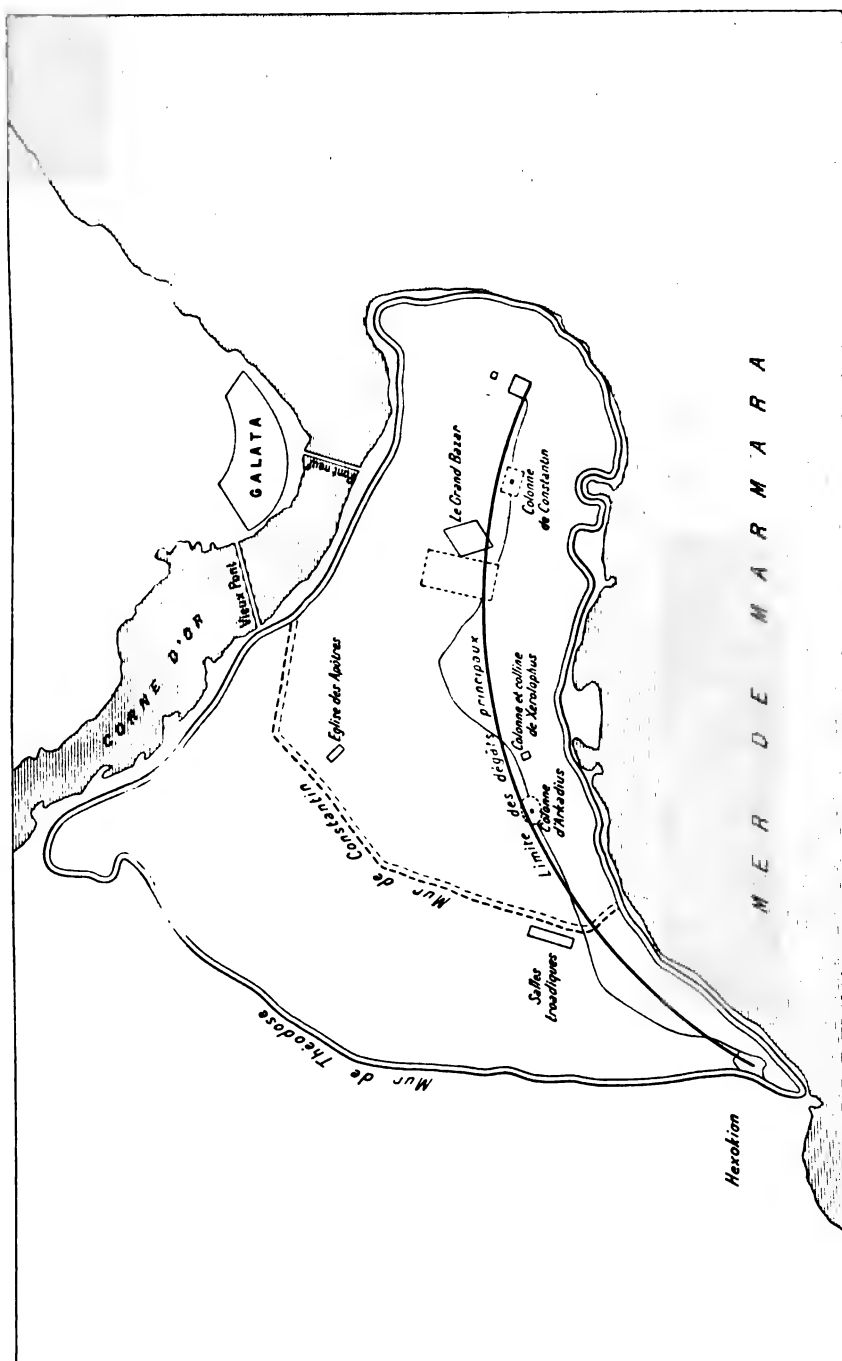 CORNE D'OR
Vieux Pont
GALATA
Pont neuf
Eglise des Apôtres
Mur de Constantin
Le Grand Bazar
Colonne
de Constantin
Limite des dégâts principaux
Colonne et colline
de Xerolophus
Colonne
d'Arkadius
Salles
troadiques
Mur de Théodose
Hexokion
MER DE MARMARA